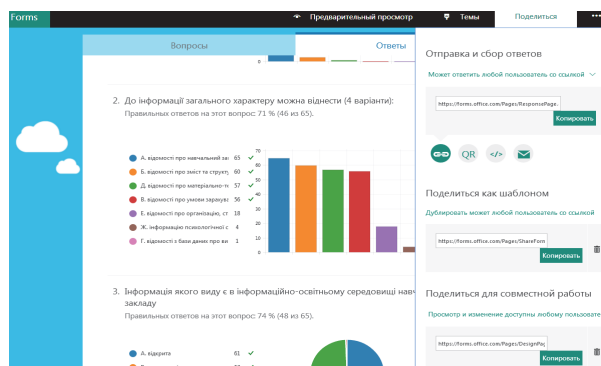 Forms
Предварительный просмотр
Темы
Поделиться
Вопросы
Ответы
0
2. До інформації загального характеру можна віднести (4 варіанти):
Правильных ответов на этот вопрос: 71 % (46 из 65).
А. відомості про навчальний за 65
Б. відомості про зміст та структ 60
Д. відомості про матеріально-т 57
В. відомості про умови зарахув 56
Е. відомості про організацію, ст 18
Ж. інформацію психологічної с 4
Г. відомості з бази даних про ви 1
70
60
50
40
30
20
10
0
3. Інформація якого виду є в інформаційно-освітньому середовищі навч
закладу
Правильных ответов на этот вопрос: 74 % (48 из 65).
А. відкрита 61
Отправка и сбор ответов
Может ответить любой пользователь со ссылкой
https://forms.office.com/Pages/ResponsePage.
Копировать
QR
</>
Поделиться как шаблоном
Дублировать может любой пользователь со ссылкой
https://forms.office.com/Pages/ShareForm
Копировать
Поделиться для совместной работы
Просмотр и изменение доступны любому пользовате
https://forms.office.com/Pages/DesignPag
Копировать